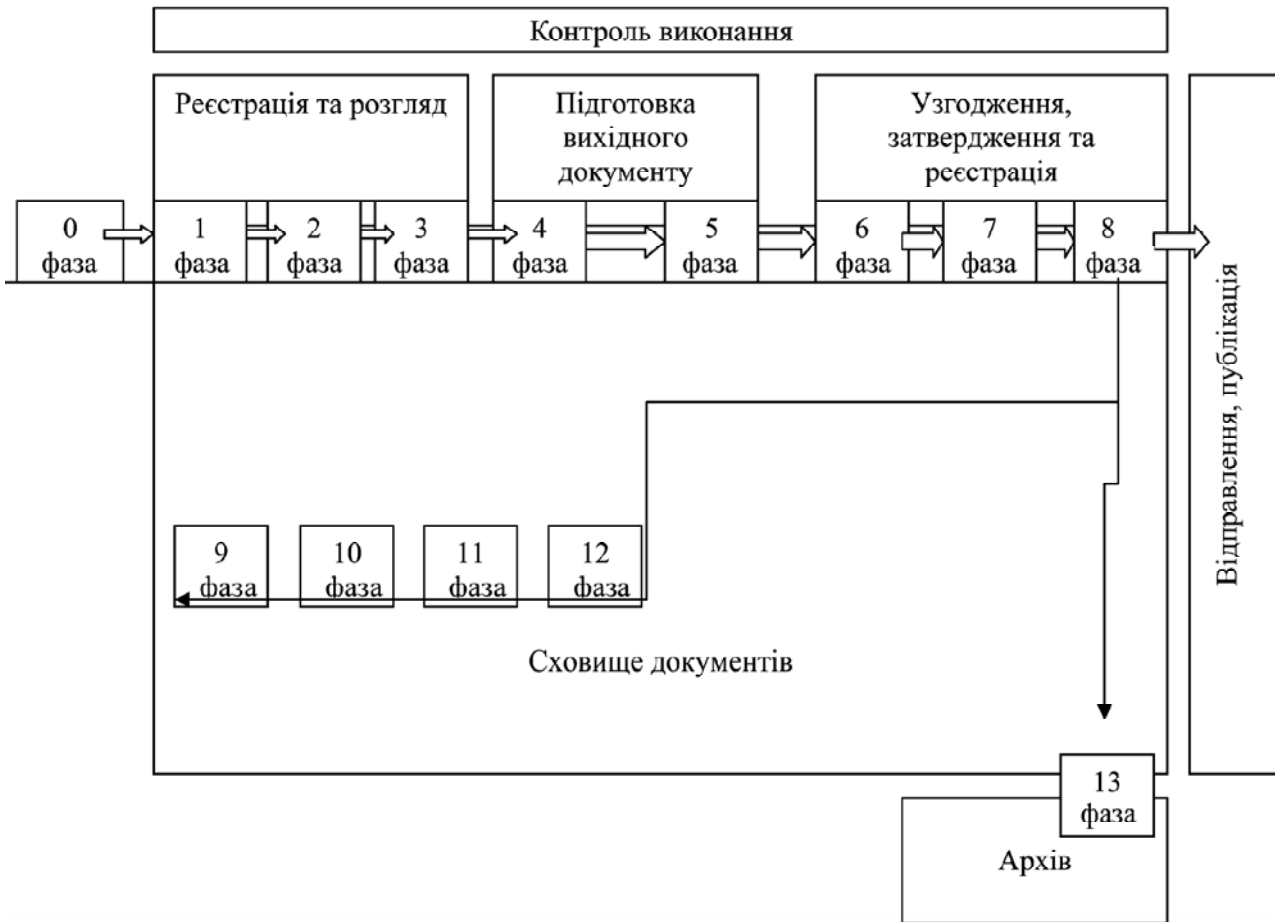 Контроль виконання
Реєстрація та розгляд
Підготовка
вихідного
документу
Узгодження,
затвердження та
реєстрація
0
фаза
1
фаза
2
фаза
3
фаза
4
фаза
5
фаза
6
фаза
7
фаза
8
фаза
Відправлення, публікація
9
фаза
10
фаза
11
фаза
12
фаза
Сховище документів
13
фаза
Архів